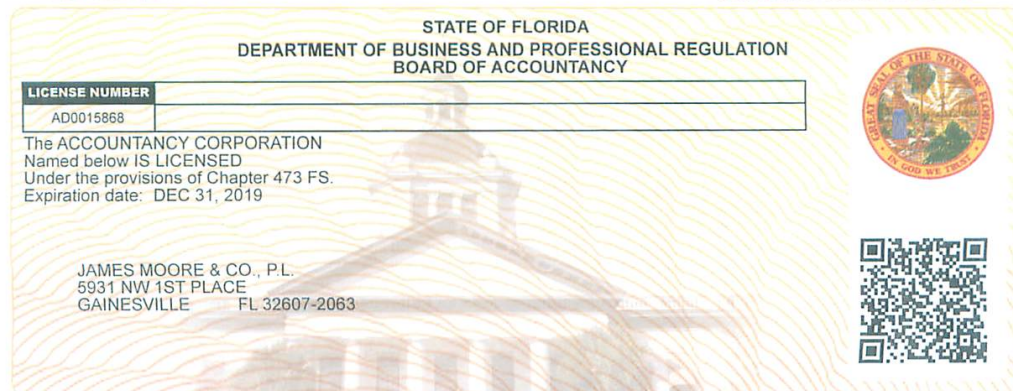 STATE OF FLORIDA
DEPARTMENT OF BUSINESS AND PROFESSIONAL REGULATION
BOARD OF ACCOUNTANCY
LICENSE NUMBER
AD0015868
The ACCOUNTANCY CORPORATION
Named below IS LICENSED
Under the provisions of Chapter 473 FS.
Expiration date: DEC 31, 2019
JAMES MOORE & CO., P.L.
5931 NW 1ST PLACE
GAINESVILLE FL 32607-2063
GREAT SEAL OF THE STATE OF FLORIDA
IN GOD WE TRUST